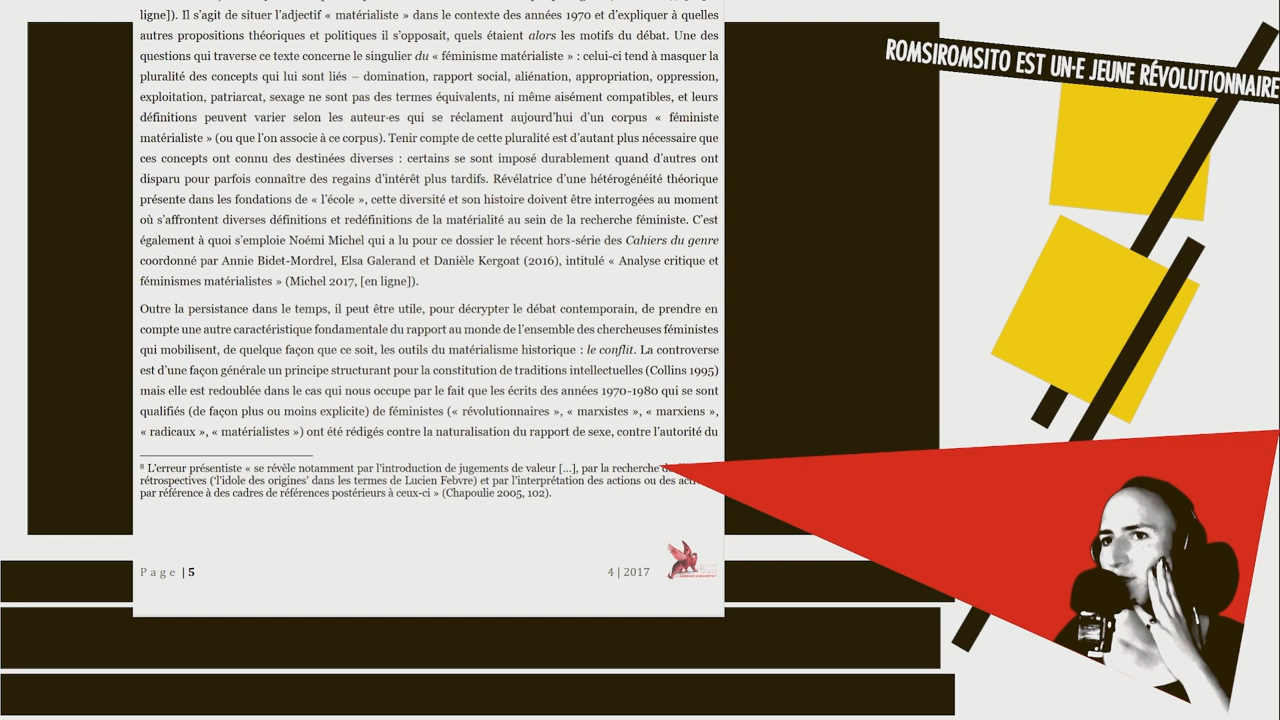 ligne]). Il s'agit de situer l'adjectif « matérialiste » dans le contexte des années 1970 et d'expliquer à quelles
autres propositions théoriques et politiques il s'opposait, quels étaient alors les motifs du débat. Une des
questions qui traverse ce texte concerne le singulier du « féminisme matérialiste » : celui-ci tend à masquer la
pluralité des concepts qui lui sont liés – domination, rapport social, aliénation, appropriation, oppression,
exploitation, patriarcat, sexage ne sont pas des termes équivalents, ni même aisément compatibles, et leurs
définitions peuvent varier selon les auteur·es qui se réclament aujourd'hui d'un corpus « féministe
matérialiste » (ou que l'on associe à ce corpus). Tenir compte de cette pluralité est d'autant plus nécessaire que
ces concepts ont connu des destinées diverses : certains se sont imposé durablement quand d'autres ont
disparu pour parfois connaître des regains d'intérêt plus tardifs. Révélatrice d'une hétérogénéité théorique
présente dans les fondations de « l'école », cette diversité et son histoire doivent être interrogées au moment
où s'affrontent diverses définitions et redéfinitions de la matérialité au sein de la recherche féministe. C'est
également à quoi s'emploie Noémi Michel qui a lu pour ce dossier le récent hors-série des Cahiers du genre
coordonné par Annie Bidet-Mordrel, Elsa Galerand et Danièle Kergoat (2016), intitulé « Analyse critique et
féminismes matérialistes » (Michel 2017, [en ligne]).
Outre la persistance dans le temps, il peut être utile, pour décrypter le débat contemporain, de prendre en
compte une autre caractéristique fondamentale du rapport au monde de l'ensemble des chercheuses féministes
qui mobilisent, de quelque façon que ce soit, les outils du matérialisme historique : le conflit. La controverse
est d'une façon générale un principe structurant pour la constitution de traditions intellectuelles (Collins 1995)
mais elle est redoublée dans le cas qui nous occupe par le fait que les écrits des années 1970-1980 qui se sont
qualifiés (de façon plus ou moins explicite) de féministes (« révolutionnaires », « marxistes », « marxiens »,
« radicaux », « matérialistes ») ont été rédigés contre la naturalisation du rapport de sexe, contre l'autorité du
⁸ L'erreur présentiste « se révèle notamment par l'introduction de jugements de valeur […], par la recherche
rétrospectives ('l'idole des origines' dans les termes de Lucien Febvre) et par l'interprétation des actions ou des
par référence à des cadres de références postérieurs à ceux-ci » (Chapoulie 2005, 102).
Page | 5
4 | 2017
ROMSIROMSITO EST UN·E JEUNE RÉVOLUTIONNAIRE